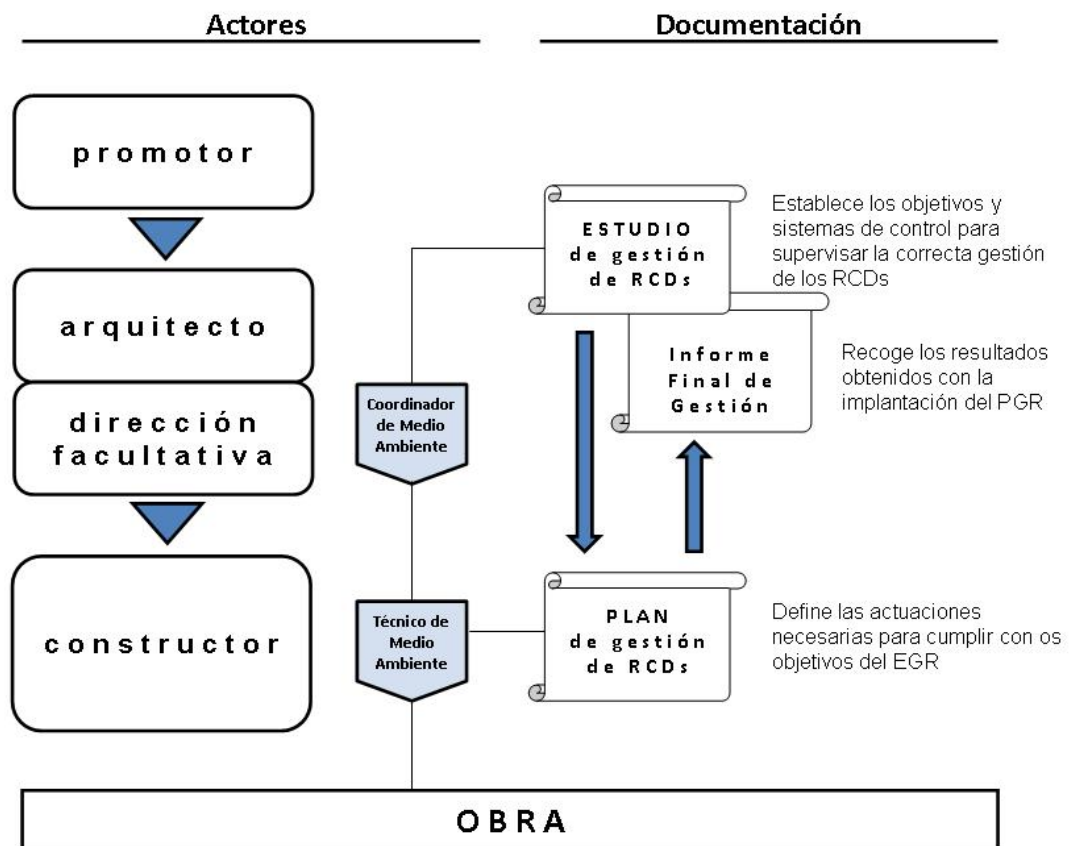 Actores
Documentación
promotor
arquitecto
dirección
facultativa
constructor
Coordinador
de Medio
Ambiente
Técnico de
Medio
Ambiente
ESTUDIO
de gestión
de RCDs
Establece los objetivos y
sistemas de control para
supervisar la correcta gestión
de los RCDs
Informe
Final de
Gestión
Recoge los resultados
obtenidos con la
implantación del PGR
PLAN
de gestión
de RCDs
Define las actuaciones
necesarias para cumplir con os
objetivos del EGR
OBRA